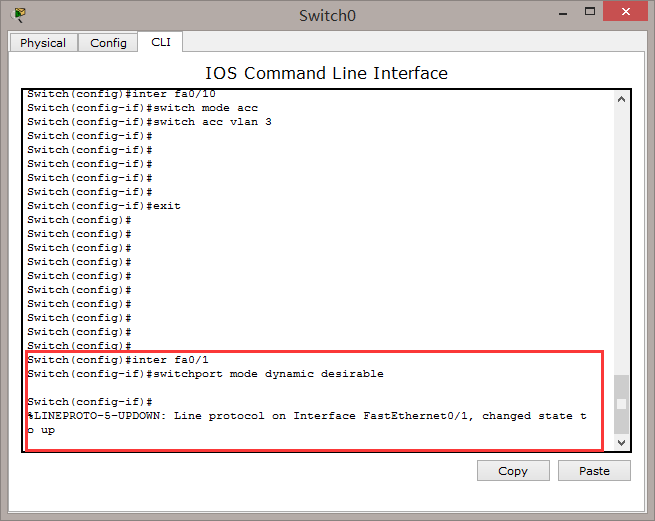 Switch0
Physical Config CLI
IOS Command Line Interface
Switch(config)#inter fa0/10
Switch(config-if)#switch mode acc
Switch(config-if)#switch acc vlan 3
Switch(config-if)#
Switch(config-if)#
Switch(config-if)#
Switch(config-if)#
Switch(config-if)#
Switch(config-if)#exit
Switch(config)#
Switch(config)#
Switch(config)#
Switch(config)#
Switch(config)#
Switch(config)#
Switch(config)#
Switch(config)#
Switch(config)#
Switch(config)#
Switch(config)#inter fa0/1
Switch(config-if)#switchport mode dynamic desirable

Switch(config-if)#
%LINEPROTO-5-UPDOWN: Line protocol on Interface FastEthernet0/1, changed state t
o up
Copy Paste